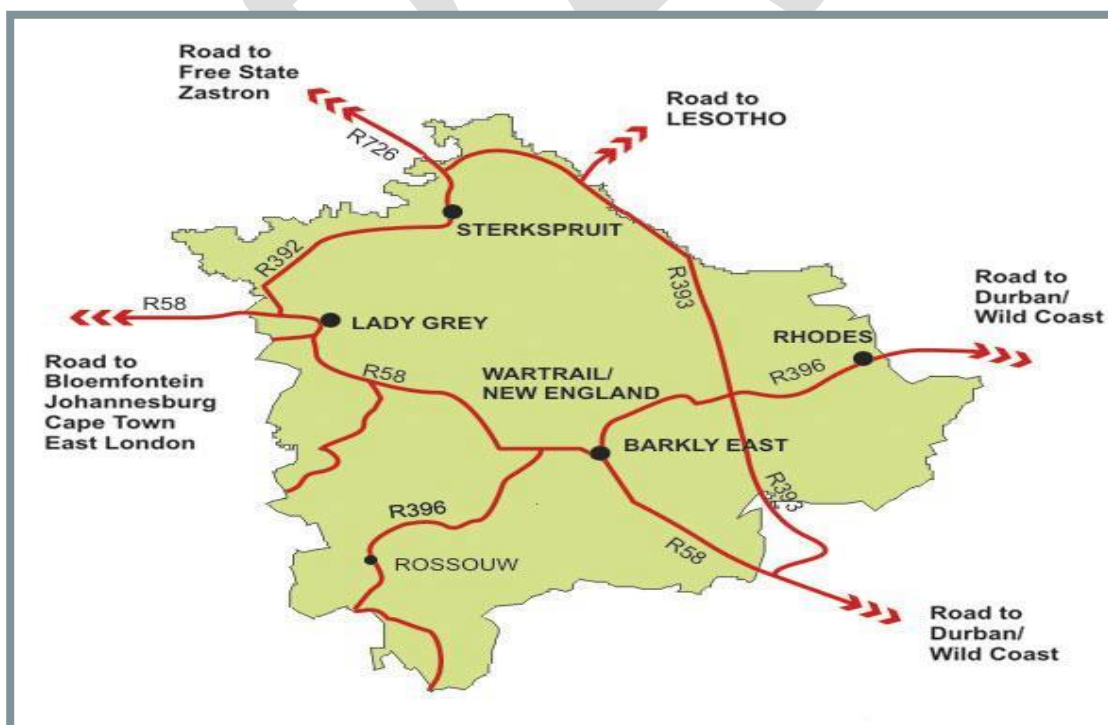 Road to
Free State
Zastron
Road to
LESOTHO
R726
STERKSPRUIT
R392
R393
Road to
Durban/
Wild Coast
R58
LADY GREY
RHODES
Road to
Bloemfontein
Johannesburg
Cape Town
East London
R58
WARTRAIL/
NEW ENGLAND
R396
BARKLY EAST
R393
R396
R58
ROSSOUW
Road to
Durban/
Wild Coast